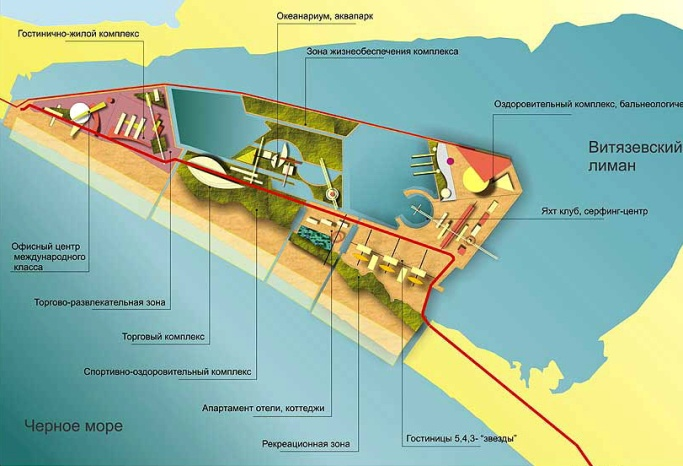 Океанариум, аквапарк
Гостинично-жилой комплекс
Зона жизнеобеспечения комплекса
Оздоровительный комплекс,
Витязевский
лиман
Яхт клуб, серфинг-центр
Офисный центр
международного
класса
Торгово-развлекательная зона
Торговый комплекс
Спортивно-оздоровительный комплекс
Апартамент отели, коттеджи
Черное море
Рекреационная зона
Гостиницы 5,4,3- "звезды"